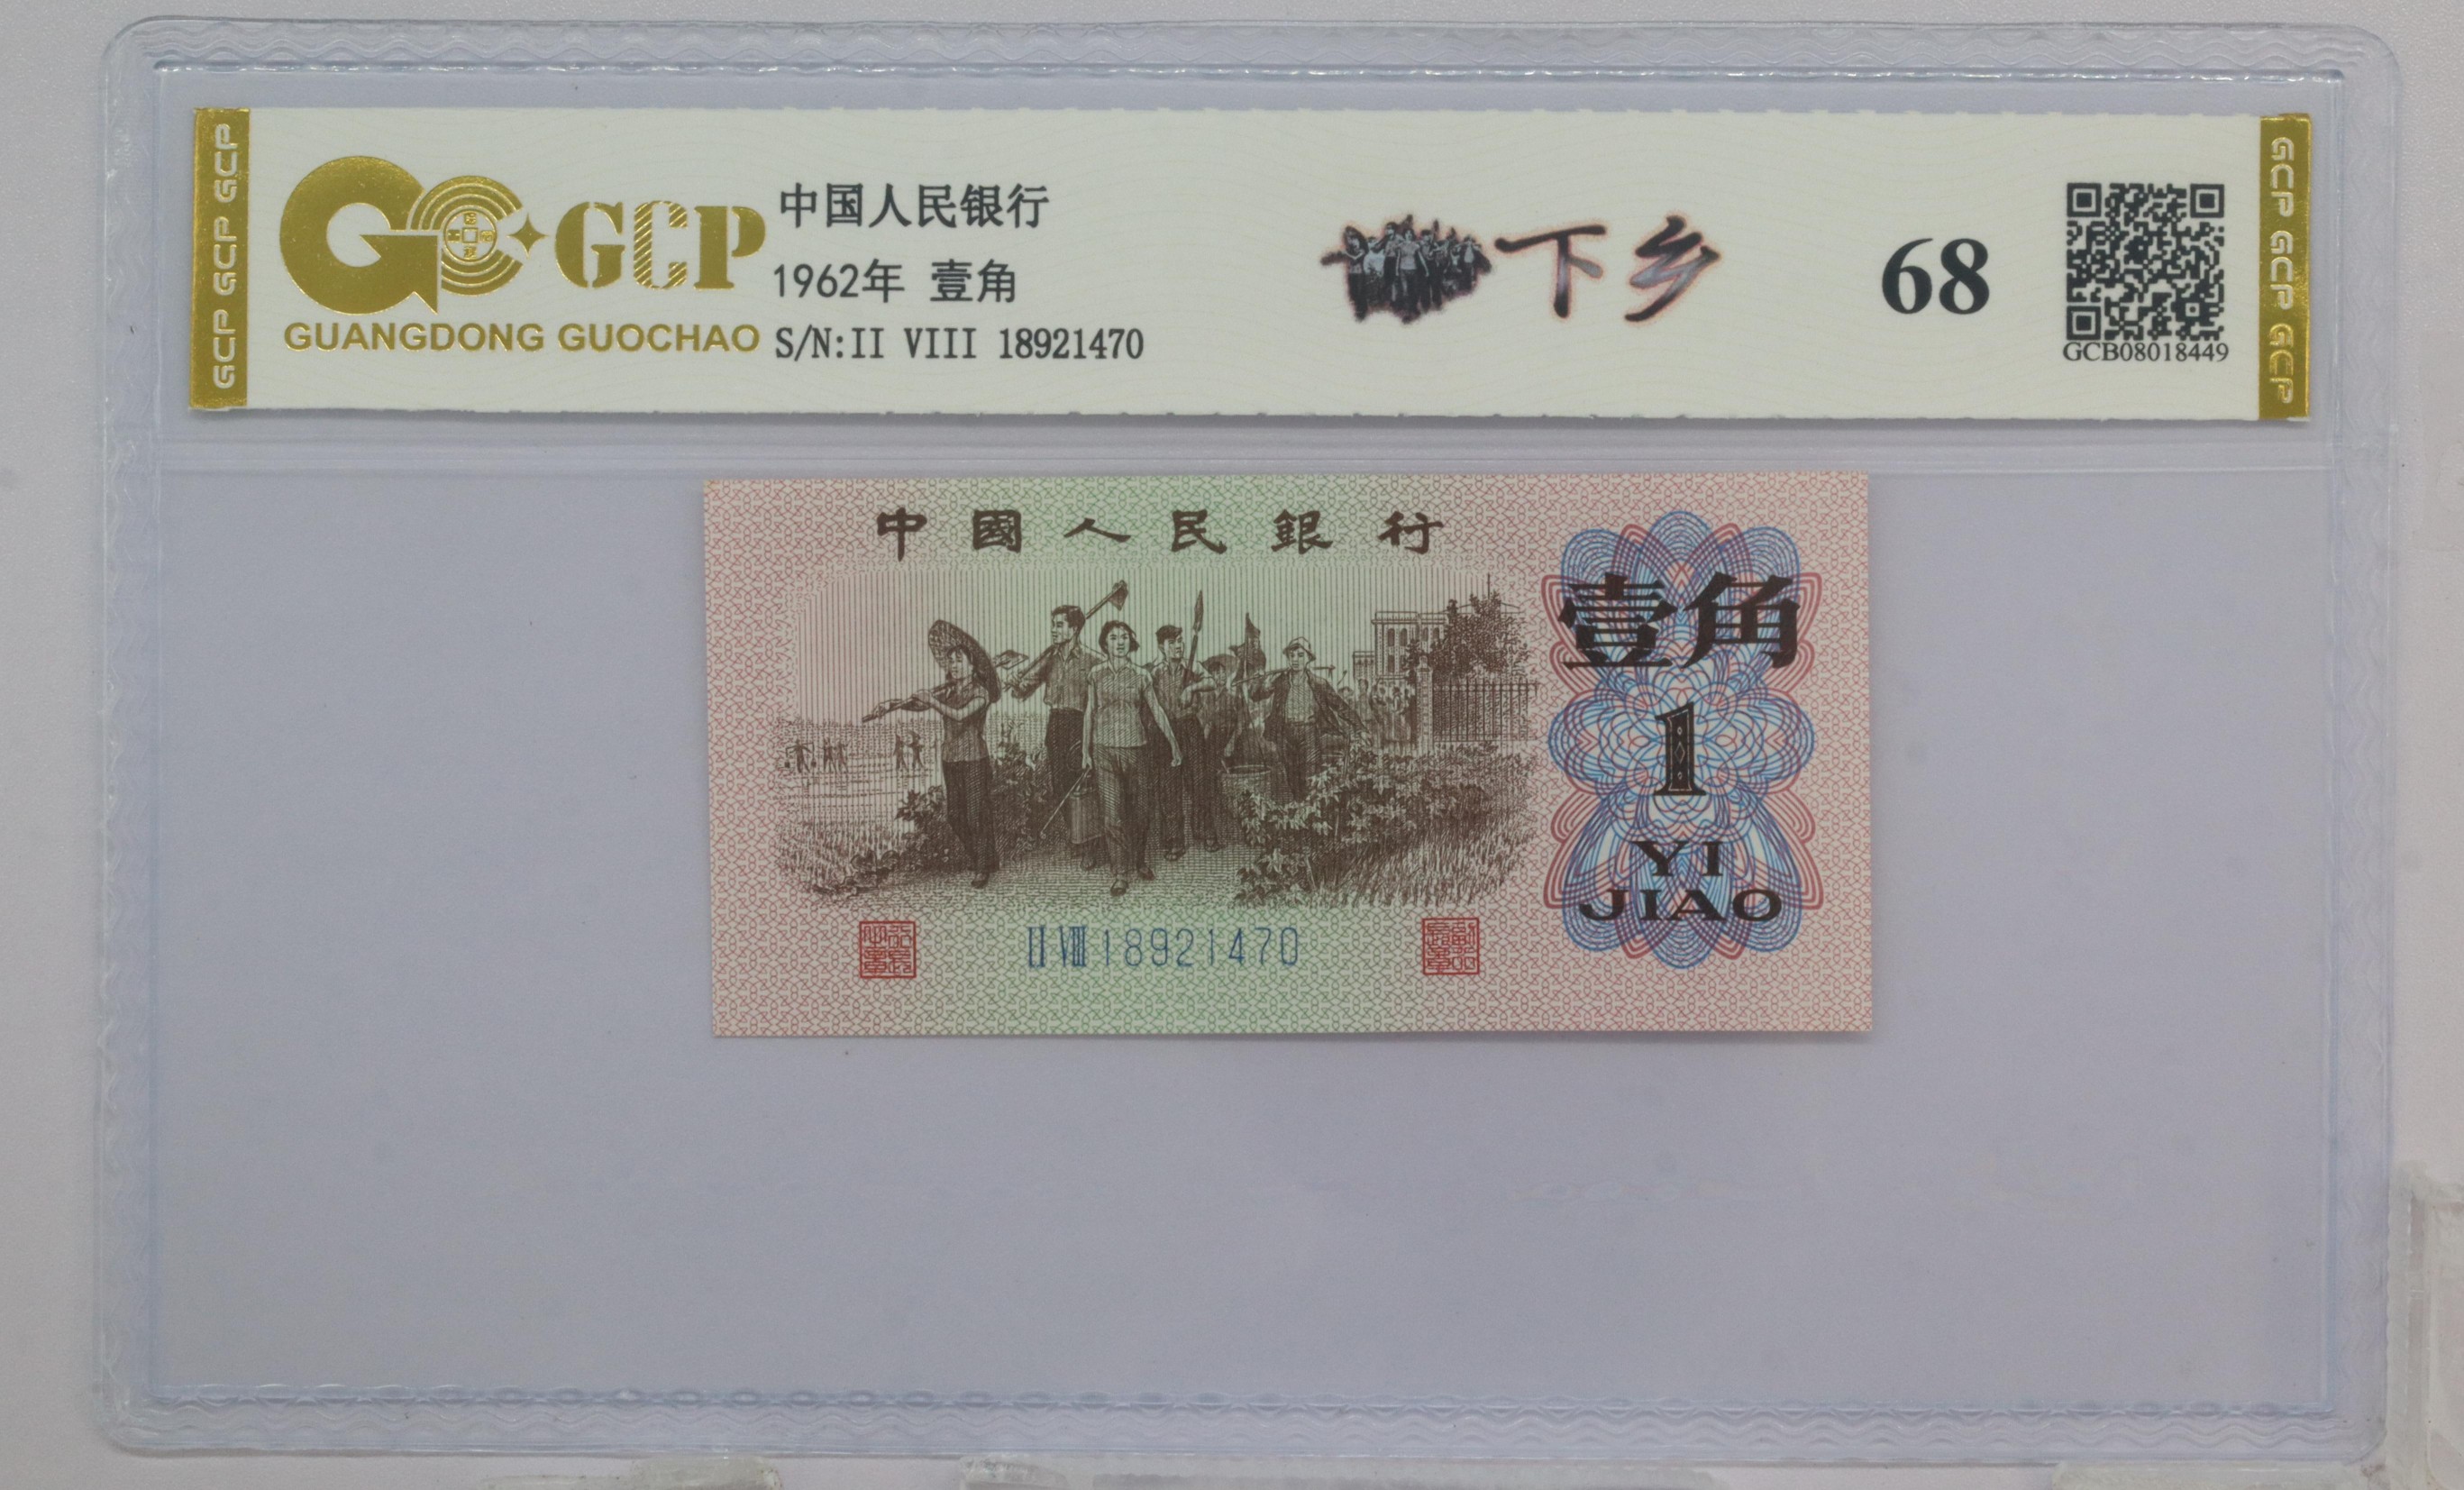 GCP GCP GCP
GCP
GUANGDONG GUOCHAO
中国人民银行
1962年 壹角
S/N:II VIII 18921470
下乡
68
GCB08018449
GCP GCP GCP
中國人民銀行
壹角
1
YI
JIAO
II VIII 18921470